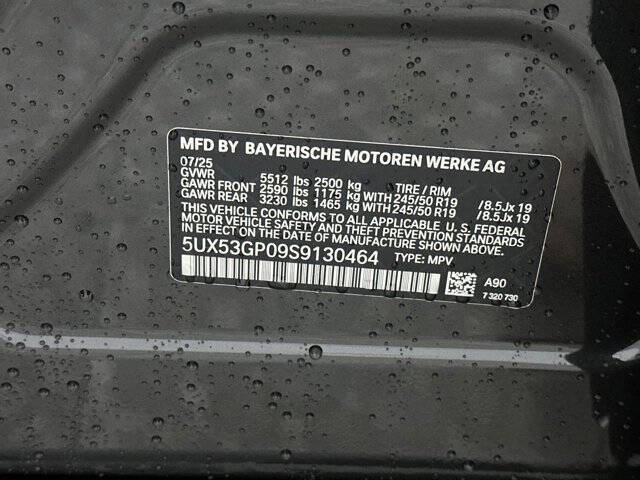 MFD BY BAYERISCHE MOTOREN WERKE AG
07/25
GVWR 5512 lbs 2500 kg TIRE / RIM
GAWR FRONT 2590 lbs 1175 kg WITH 245/50 R19 /8.5Jx 19
GAWR REAR 3230 lbs 1465 kg WITH 245/50 R19 /8.5Jx 19
THIS VEHICLE CONFORMS TO ALL APPLICABLE U. S. FEDERAL
MOTOR VEHICLE SAFETY AND THEFT PREVENTION STANDARDS
IN EFFECT ON THE DATE OF MANUFACTURE SHOWN ABOVE.
5UX53GP09S9130464 TYPE: MPV
A90
7 320 730